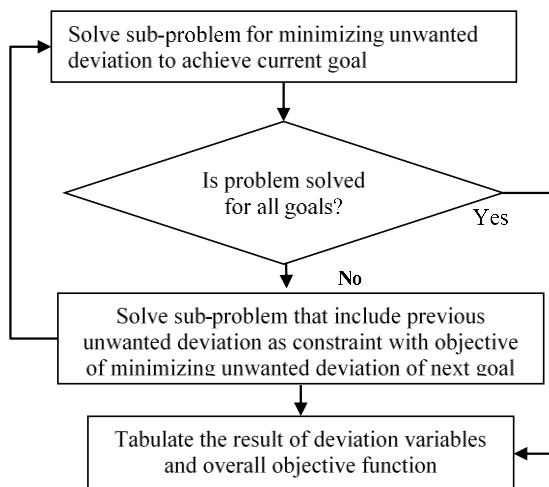 Solve sub-problem for minimizing unwanted
deviation to achieve current goal
Is problem solved
for all goals?
Yes
No
Solve sub-problem that include previous
unwanted deviation as constraint with objective
of minimizing unwanted deviation of next goal
Tabulate the result of deviation variables
and overall objective function